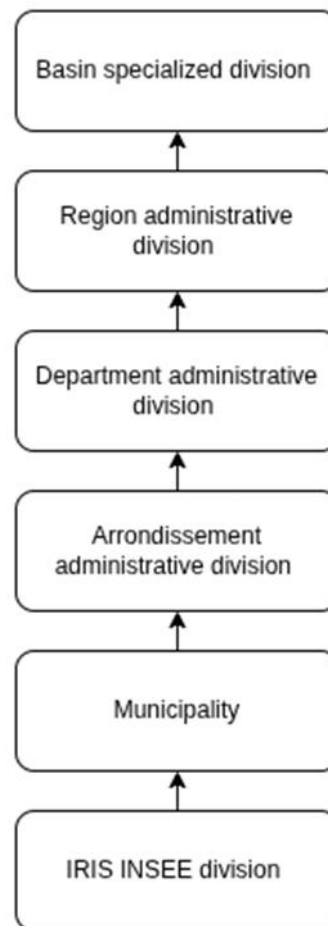 Basin specialized division
Region administrative
division
Department administrative
division
Arrondissement
administrative division
Municipality
IRIS INSEE division